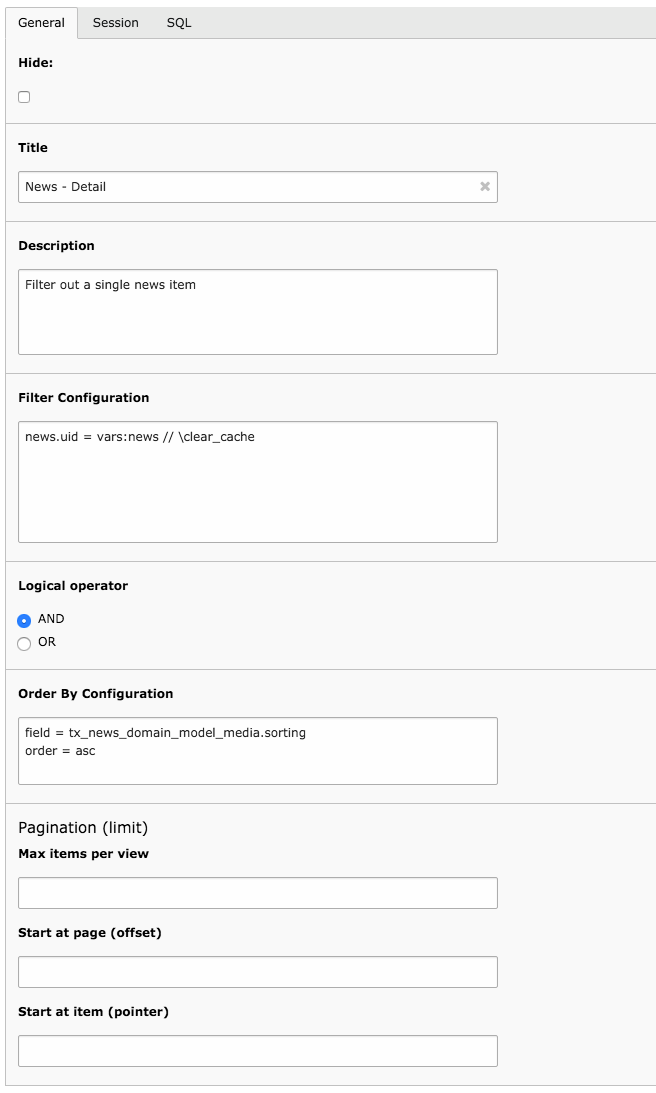 General Session SQL
Hide:
Title
News - Detail
Description
Filter out a single news item
Filter Configuration
news.uid = vars:news // \clear_cache
Logical operator
AND
OR
Order By Configuration
field = tx_news_domain_model_media.sorting
order = asc
Pagination (limit)
Max items per view
Start at page (offset)
Start at item (pointer)